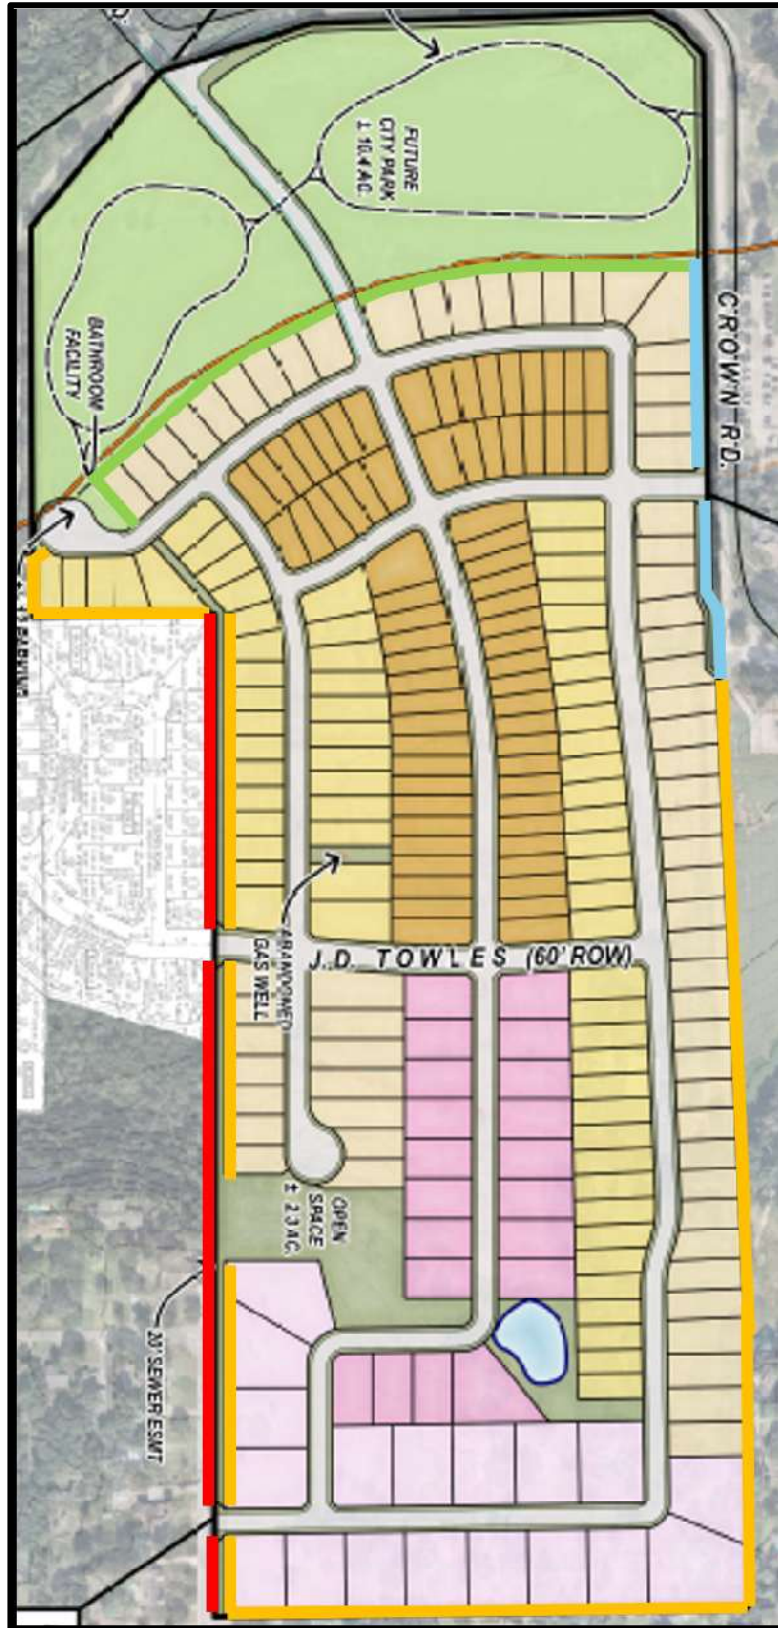 FUTURE
CITY PARK
± 10.4 AC.
CROWN RD.
BATHROOM
FACILITY
ABANDONED
GAS WELL
J.D. TOWLES (60' ROW)
OPEN
SPACE
± 2.3 AC.
20' SEWER ESMT